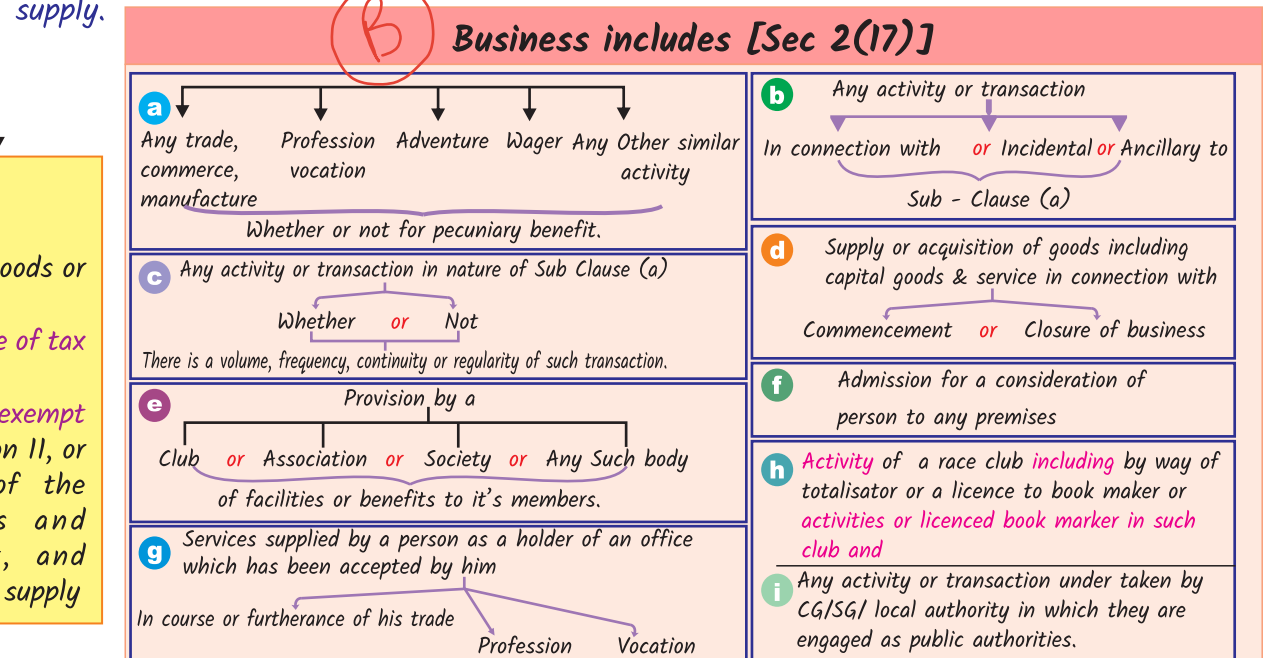 supply.
oods or
e of tax
exempt
on II, or
of the
s and
, and
supply
B
Business includes [Sec 2(17)]
a
Any trade, commerce, manufacture
Profession vocation
Adventure
Wager
Any Other similar activity
Whether or not for pecuniary benefit.
b
Any activity or transaction
In connection with or Incidental or Ancillary to
Sub - Clause (a)
c
Any activity or transaction in nature of Sub Clause (a)
Whether or Not
There is a volume, frequency, continuity or regularity of such transaction.
d
Supply or acquisition of goods including
capital goods & service in connection with
Commencement or Closure of business
e
Provision by a
Club or Association or Society or Any Such body
of facilities or benefits to it's members.
f
Admission for a consideration of
person to any premises
g
Services supplied by a person as a holder of an office
which has been accepted by him
In course or furtherance of his trade
Profession Vocation
h
Activity of a race club including by way of
totalisator or a licence to book maker or
activities or licenced book marker in such
club and
i
Any activity or transaction under taken by
CG/SG/ local authority in which they are
engaged as public authorities.